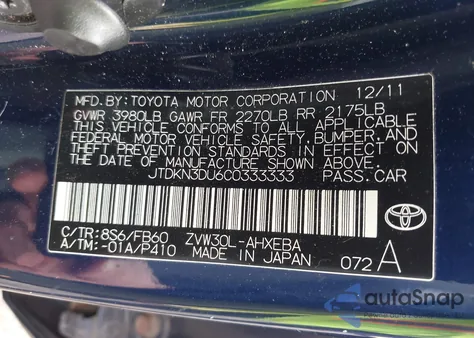 MFD. BY: TOYOTA MOTOR CORPORATION 12/11
GVWR 3980LB GAWR FR 2270LB RR 2175LB
THIS VEHICLE CONFORMS TO ALL APPLICABLE
FEDERAL MOTOR VEHICLE SAFETY, BUMPER, AND
THEFT PREVENTION STANDARDS IN EFFECT ON
THE DATE OF MANUFACTURE SHOWN ABOVE.
JTDKN3DU6C0333333 PASS. CAR
C/TR: 8S6/FB60 ZVW30L-AHXEBA
A/TM: -01A/P410 MADE IN JAPAN 072 A
TOYOTA
autoSnap